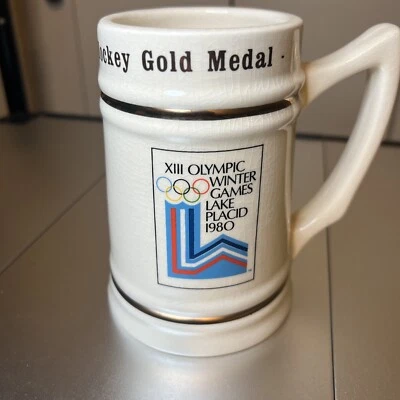 ockey Gold Medal ·
XIII OLYMPIC
WINTER
GAMES
LAKE
PLACID
1980